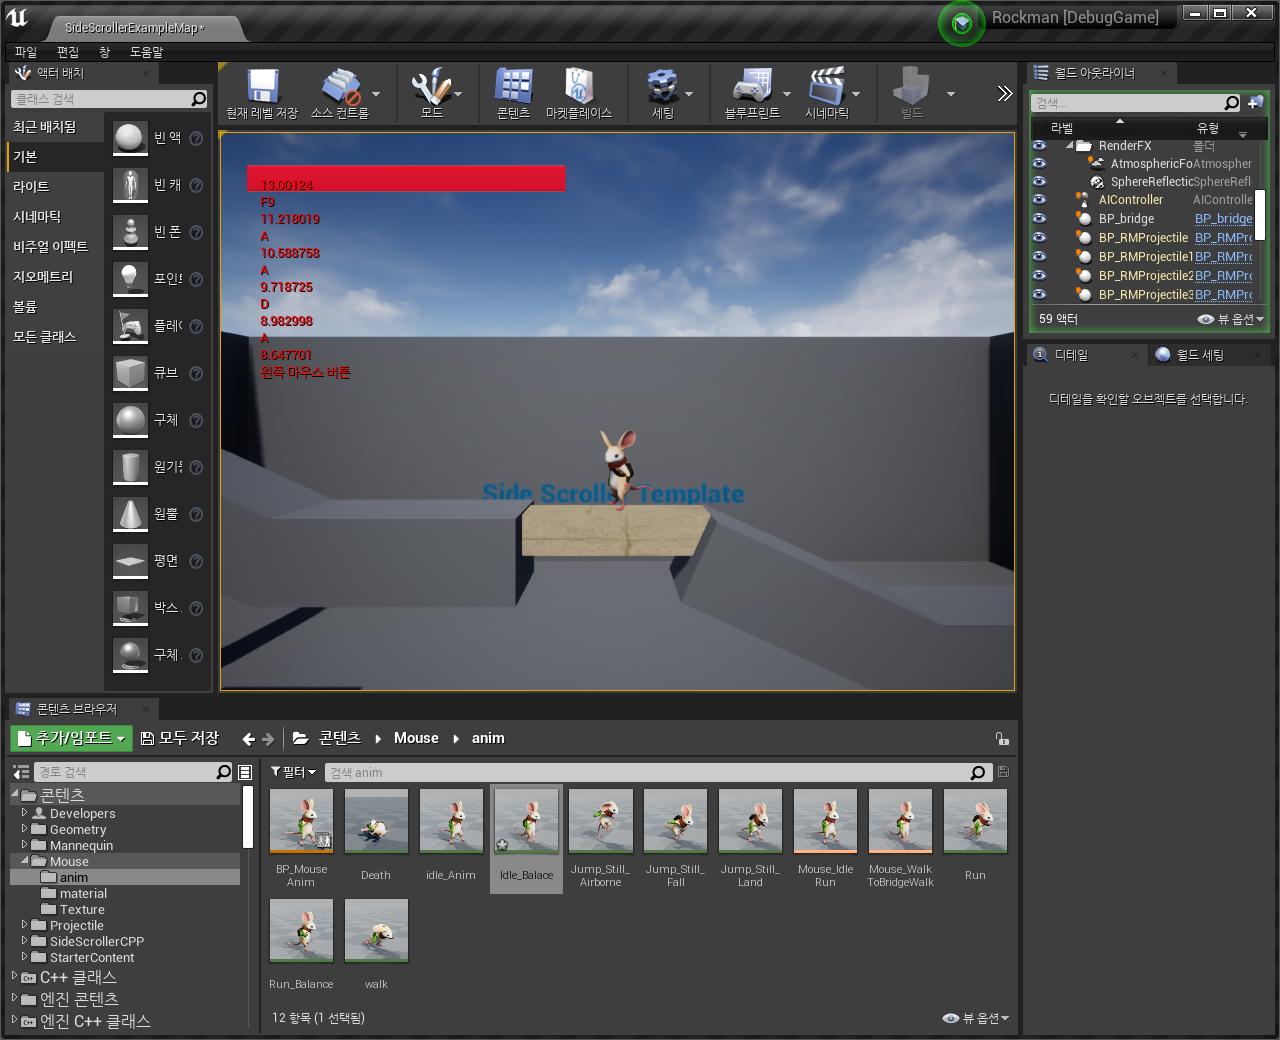 SideScrollerExampleMap*
Rockman [DebugGame]
파일 편집 창 도움말
액터 배치
클래스 검색
최근 배치됨
기본
라이트
시네마틱
비주얼 이펙트
지오메트리
볼륨
모든 클래스
빈 액
빈 캐
빈 폰
포인트
플레이
큐브
구체
원기둥
원뿔
평면
박스
구체
현재 레벨 저장
소스 컨트롤
모드
콘텐츠
마켓플레이스
세팅
블루프린트
시네마틱
빌드
13.00124
F9
11.218019
A
10.588758
A
9.718725
D
8.982998
A
8.647701
왼쪽 마우스 버튼
Side Scroller Template
월드 아웃라이너
검색...
라벨 유형
RenderFX 폴더
AtmosphericFo Atmospher
SphereReflectic SphereRefl
AIController AIControlle
BP_bridge BP_bridge
BP_RMProjectile BP_RMPro
BP_RMProjectile1 BP_RMPro
BP_RMProjectile2 BP_RMPro
BP_RMProjectile3 BP_RMPro
59 액터
뷰 옵션
디테일
월드 세팅
디테일을 확인할 오브젝트를 선택합니다.
콘텐츠 브라우저
추가/임포트
모두 저장
콘텐츠 Mouse anim
경로 검색
필터
검색 anim
콘텐츠
Developers
Geometry
Mannequin
Mouse
anim
material
Texture
Projectile
SideScrollerCPP
StarterContent
C++ 클래스
엔진 콘텐츠
엔진 C++ 클래스
BP_Mouse
Anim
Death
idle_Anim
Idle_Balace
Jump_Still_
Airborne
Jump_Still_
Fall
Jump_Still_
Land
Mouse_Idle
Run
Mouse_Walk
ToBridgeWalk
Run
Run_Balance
walk
12 항목 (1 선택됨)
뷰 옵션